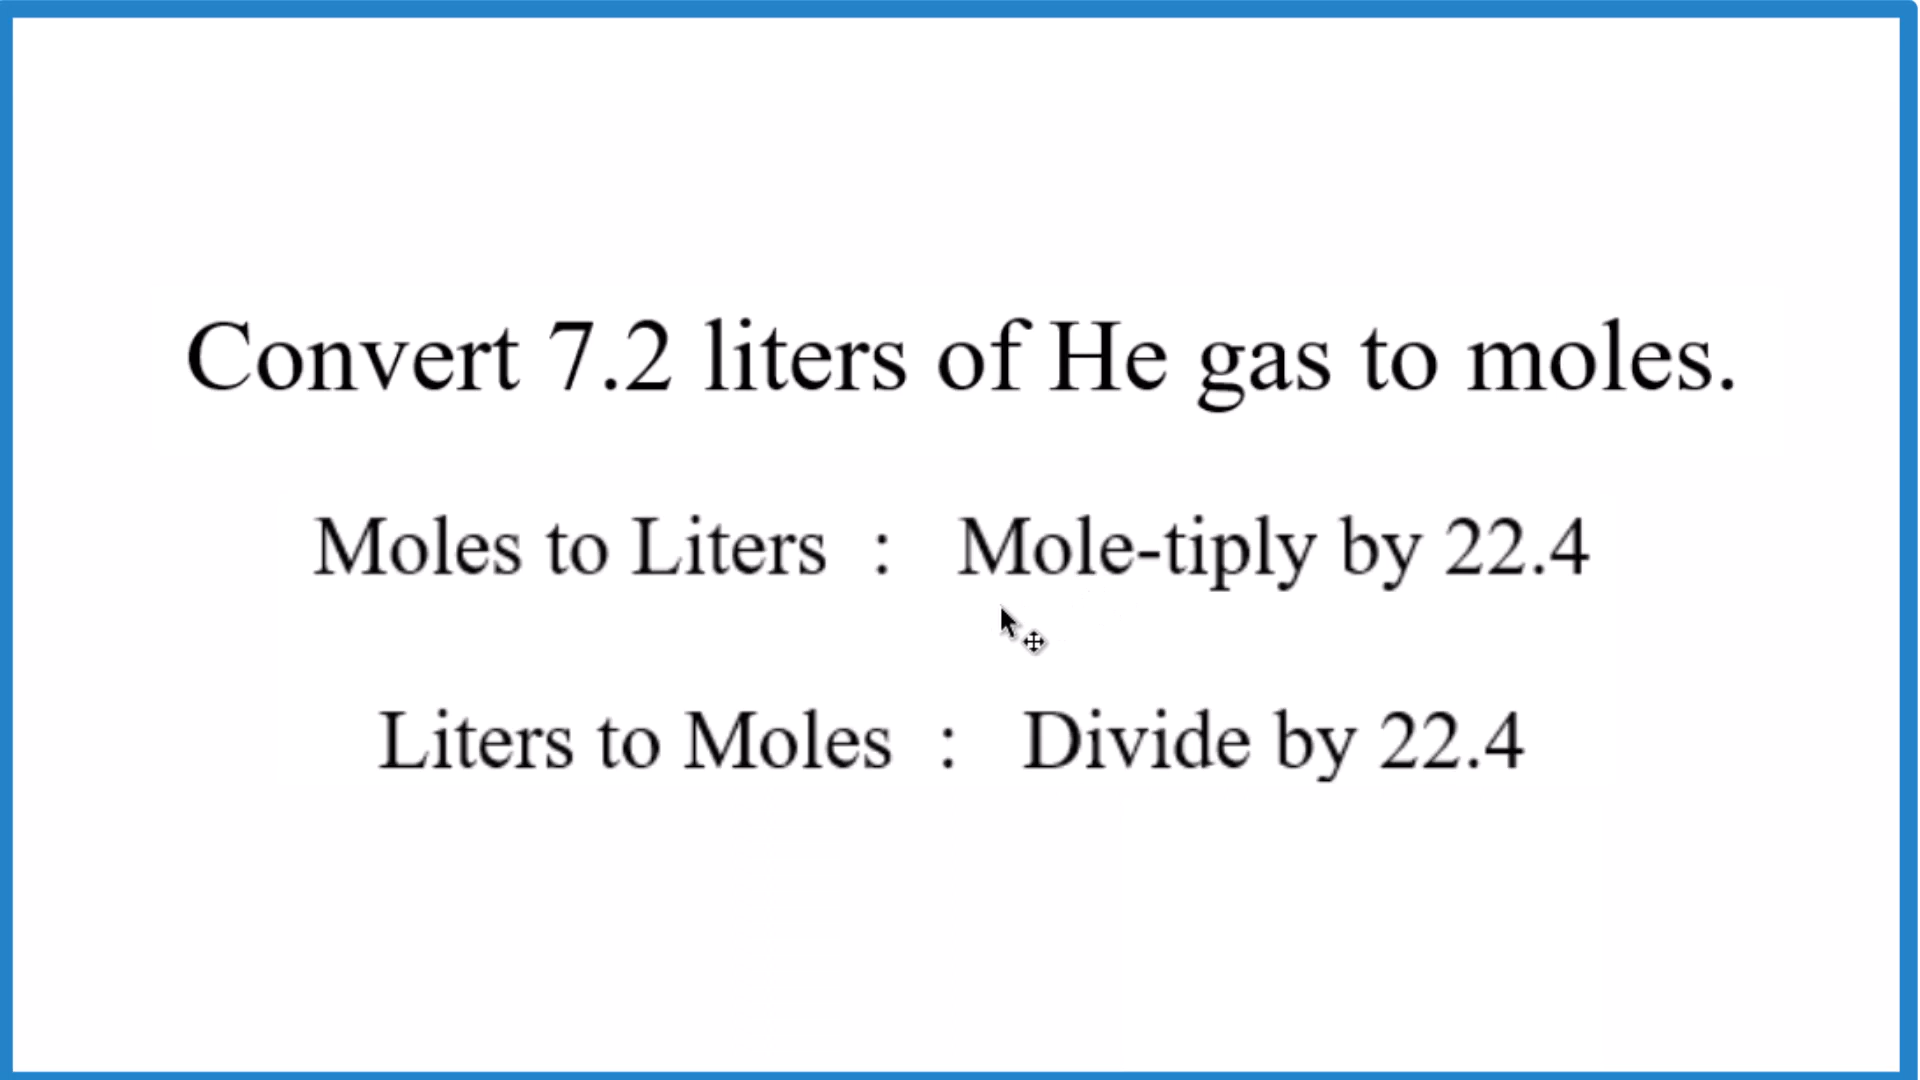 Convert 7.2 liters of He gas to moles.
Moles to Liters : Mole-tiply by 22.4
Liters to Moles : Divide by 22.4